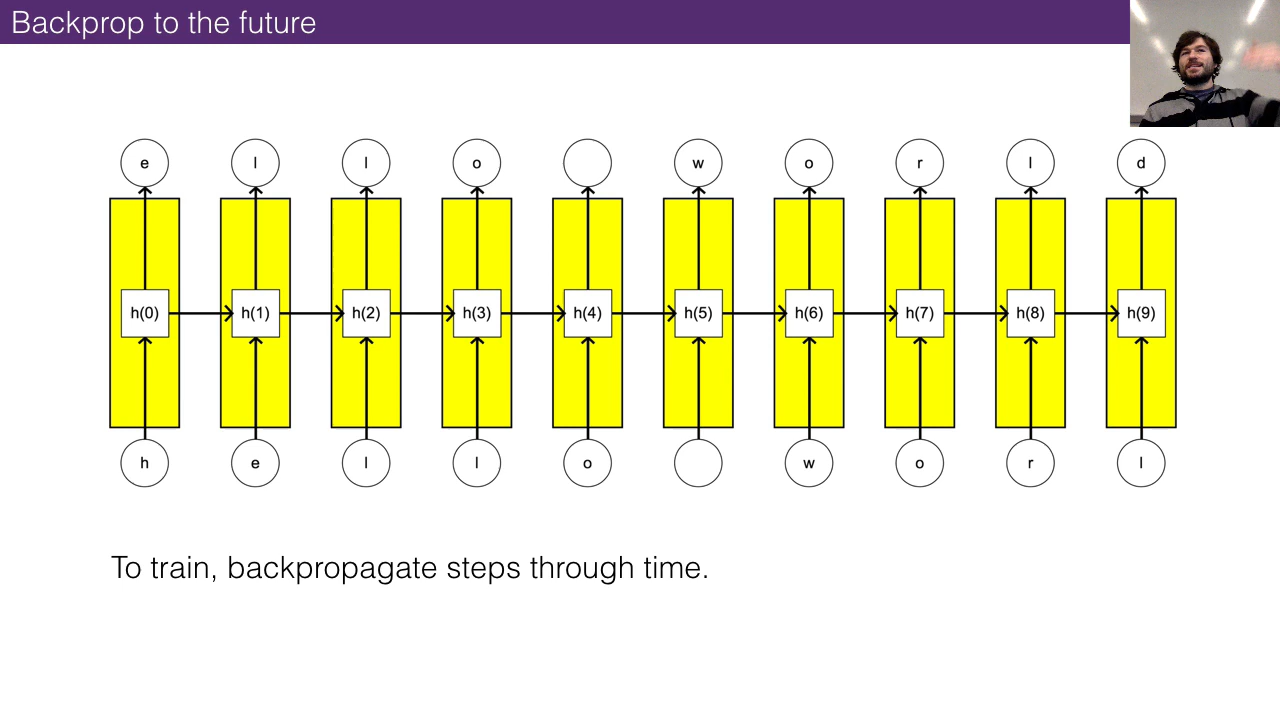 Backprop to the future
e l l o w o r l d
h(0) h(1) h(2) h(3) h(4) h(5) h(6) h(7) h(8) h(9)
h e l l o w o r l
To train, backpropagate steps through time.